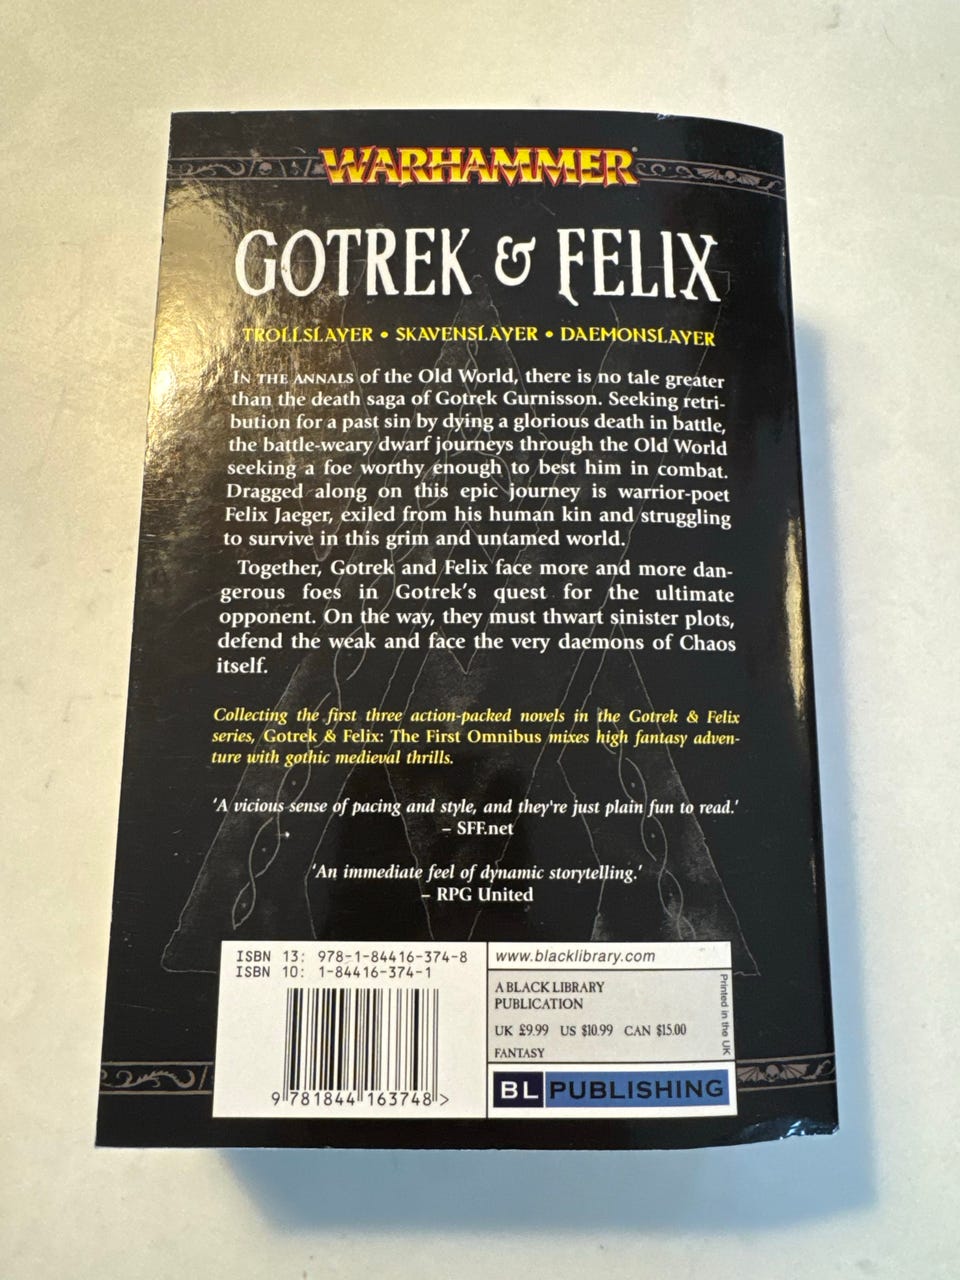 WARHAMMER
GOTREK & FELIX
TROLLSLAYER • SKAVENSLAYER • DAEMONSLAYER
IN THE ANNALS of the Old World, there is no tale greater
than the death saga of Gotrek Gurnisson. Seeking retri-
bution for a past sin by dying a glorious death in battle,
the battle-weary dwarf journeys through the Old World
seeking a foe worthy enough to best him in combat.
Dragged along on this epic journey is warrior-poet
Felix Jaeger, exiled from his human kin and struggling
to survive in this grim and untamed world.
Together, Gotrek and Felix face more and more dan-
gerous foes in Gotrek's quest for the ultimate
opponent. On the way, they must thwart sinister plots,
defend the weak and face the very daemons of Chaos
itself.
Collecting the first three action-packed novels in the Gotrek & Felix
series, Gotrek & Felix: The First Omnibus mixes high fantasy adven-
ture with gothic medieval thrills.
'A vicious sense of pacing and style, and they're just plain fun to read.'
– SFF.net
'An immediate feel of dynamic storytelling.'
– RPG United
ISBN 13: 978-1-84416-374-8
ISBN 10: 1-84416-374-1
9 781844 163748 >
www.blacklibrary.com
A BLACK LIBRARY
PUBLICATION
UK £9.99 US $10.99 CAN $15.00
FANTASY
Printed in the UK
BL PUBLISHING